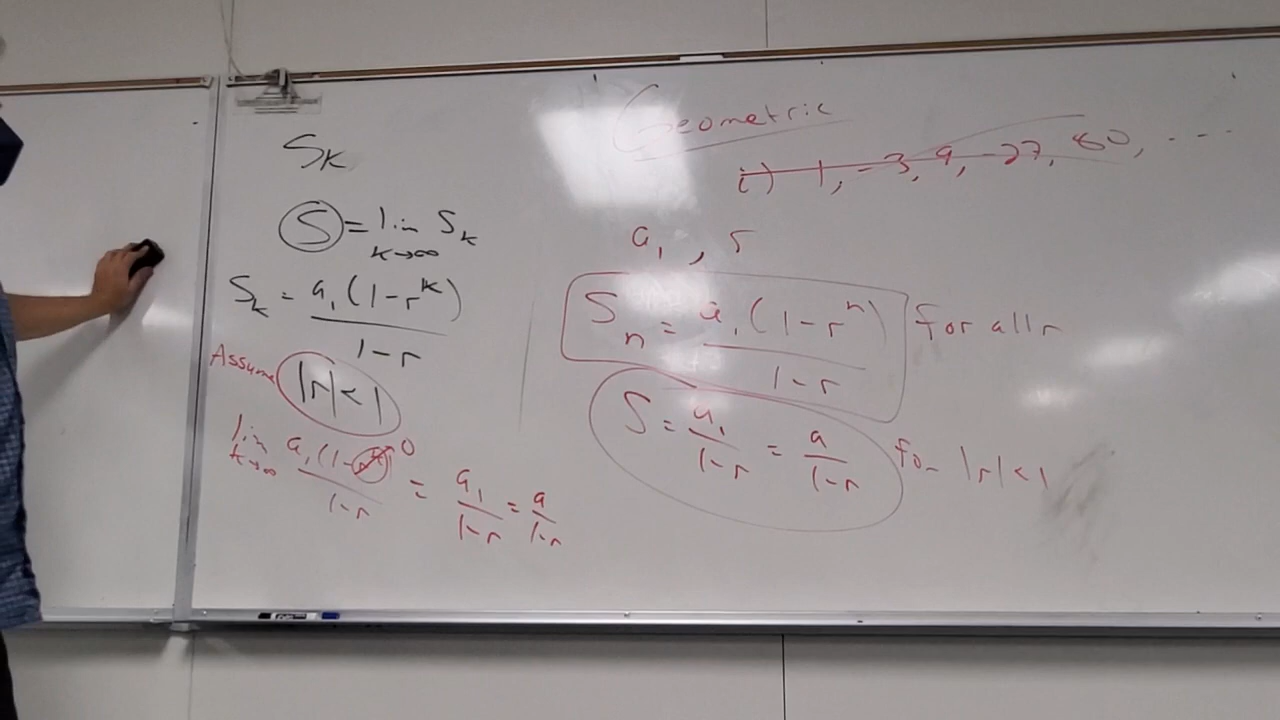 S_k
S = lim_{k→∞} S_k
S_k = a_1(1-r^k) / 1-r
Assume |r|<1
lim_{k→∞} a_1(1-r^k) / 1-r = a_1 / 1-r = a / 1-r
0
Geometric
i) 1, -3, 9, -27, 80, ...
a_1, r
S_n = a_1(1-r^n) / 1-r for all r
S = a_1 / 1-r = a / 1-r for |r|<1